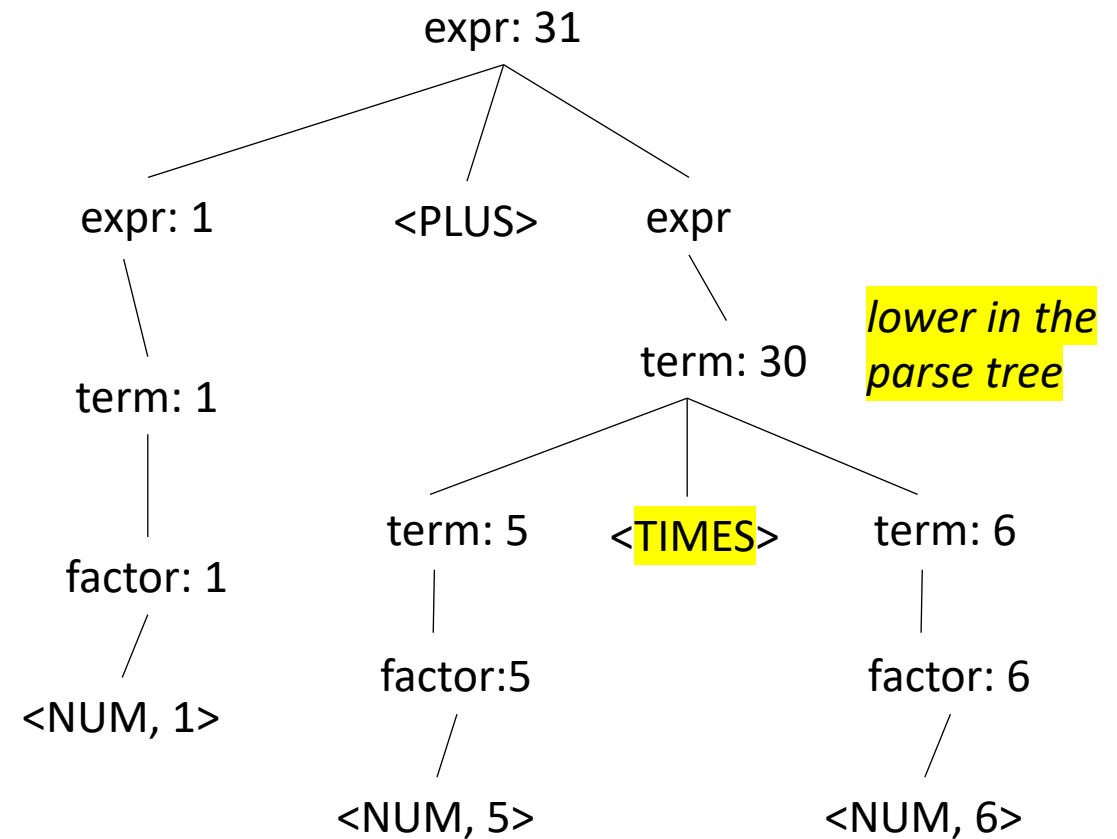 expr: 31
expr: 1
<PLUS>
expr
lower in the
parse tree
term: 30
term: 1
term: 5
<TIMES>
term: 6
factor: 1
factor:5
factor: 6
<NUM, 1>
<NUM, 5>
<NUM, 6>